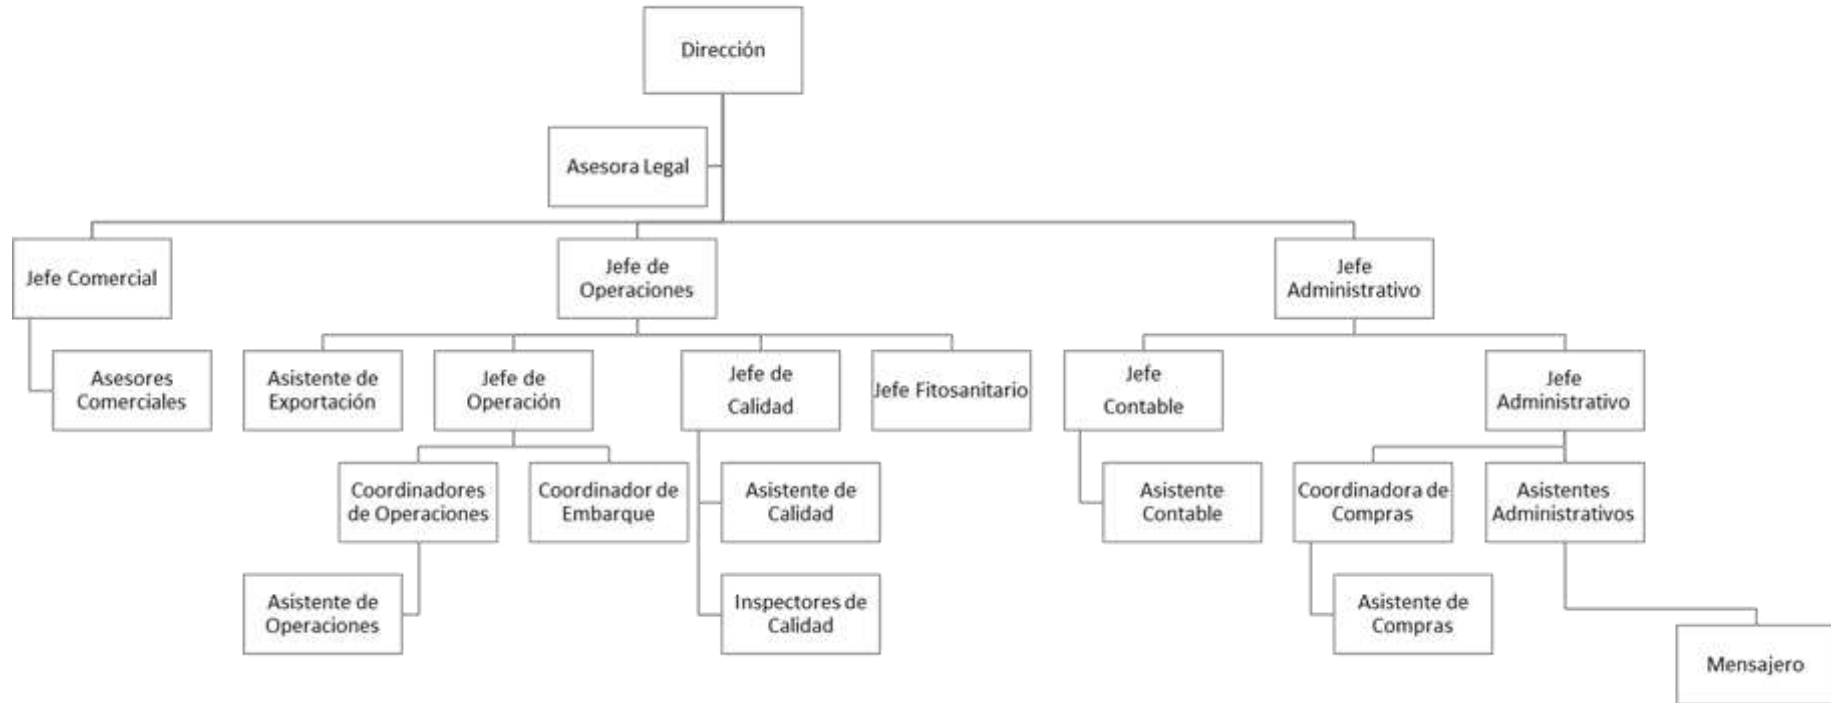 Dirección
Asesora Legal
Jefe Comercial
Jefe de
Operaciones
Jefe
Administrativo
Asesores
Comerciales
Asistente de
Exportación
Jefe de
Operación
Jefe de
Calidad
Jefe Fitosanitario
Jefe
Contable
Jefe
Administrativo
Coordinadores
de Operaciones
Coordinador de
Embarque
Asistente de
Calidad
Asistente
Contable
Coordinadora de
Compras
Asistentes
Administrativos
Asistente de
Operaciones
Inspectores de
Calidad
Asistente de
Compras
Mensajero